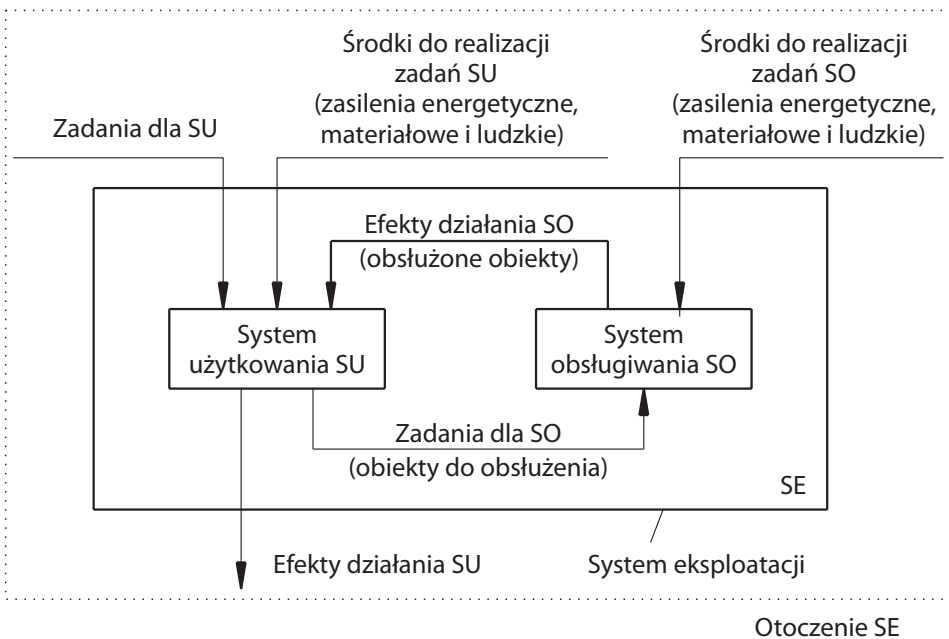 Środki do realizacji
zadań SU
(zasilenia energetyczne,
materiałowe i ludzkie)
Środki do realizacji
zadań SO
(zasilenia energetyczne,
materiałowe i ludzkie)
Zadania dla SU
Efekty działania SO
(obsłużone obiekty)
System
użytkowania SU
System
obsługiwania SO
Zadania dla SO
(obiekty do obsłużenia)
SE
Efekty działania SU
System eksploatacji
Otoczenie SE